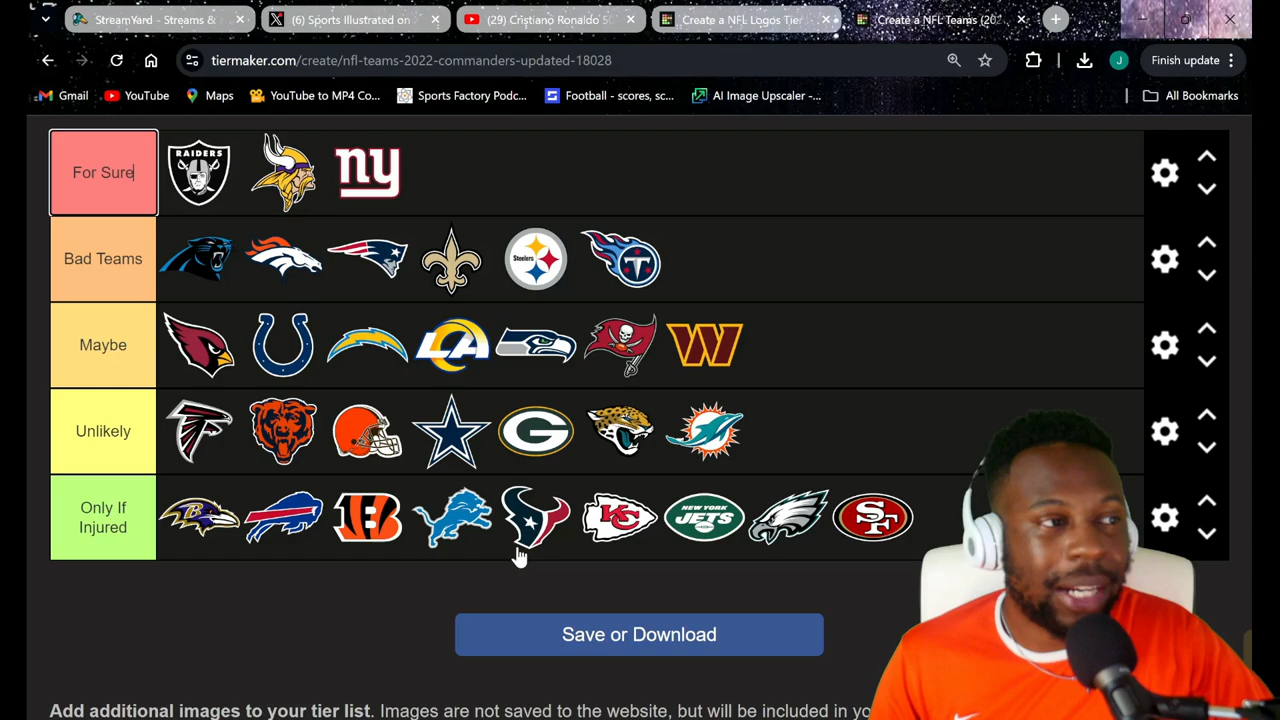 StreamYard - Streams &
(6) Sports Illustrated on
(29) Cristiano Ronaldo 50
Create a NFL Logos Tier
Create a NFL Teams (202
tiermaker.com/create/nfl-teams-2022-commanders-updated-18028
J
Finish update
Gmail
YouTube
Maps
YouTube to MP4 Co...
Sports Factory Podc...
Football - scores, sc...
AI Image Upscaler -...
All Bookmarks
For Sure
RAIDERS
ny
Bad Teams
Steelers
T
Maybe
LA
W
Unlikely
G
Only If
Injured
B
KC
NEW YORK
JETS
SF
Save or Download
Add additional images to your tier list. Images are not saved to the website, but will be included in yo